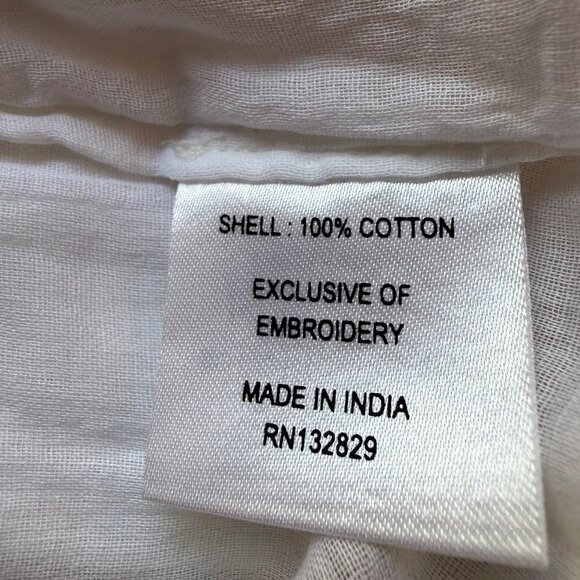 SHELL : 100% COTTON
EXCLUSIVE OF
EMBROIDERY
MADE IN INDIA
RN132829